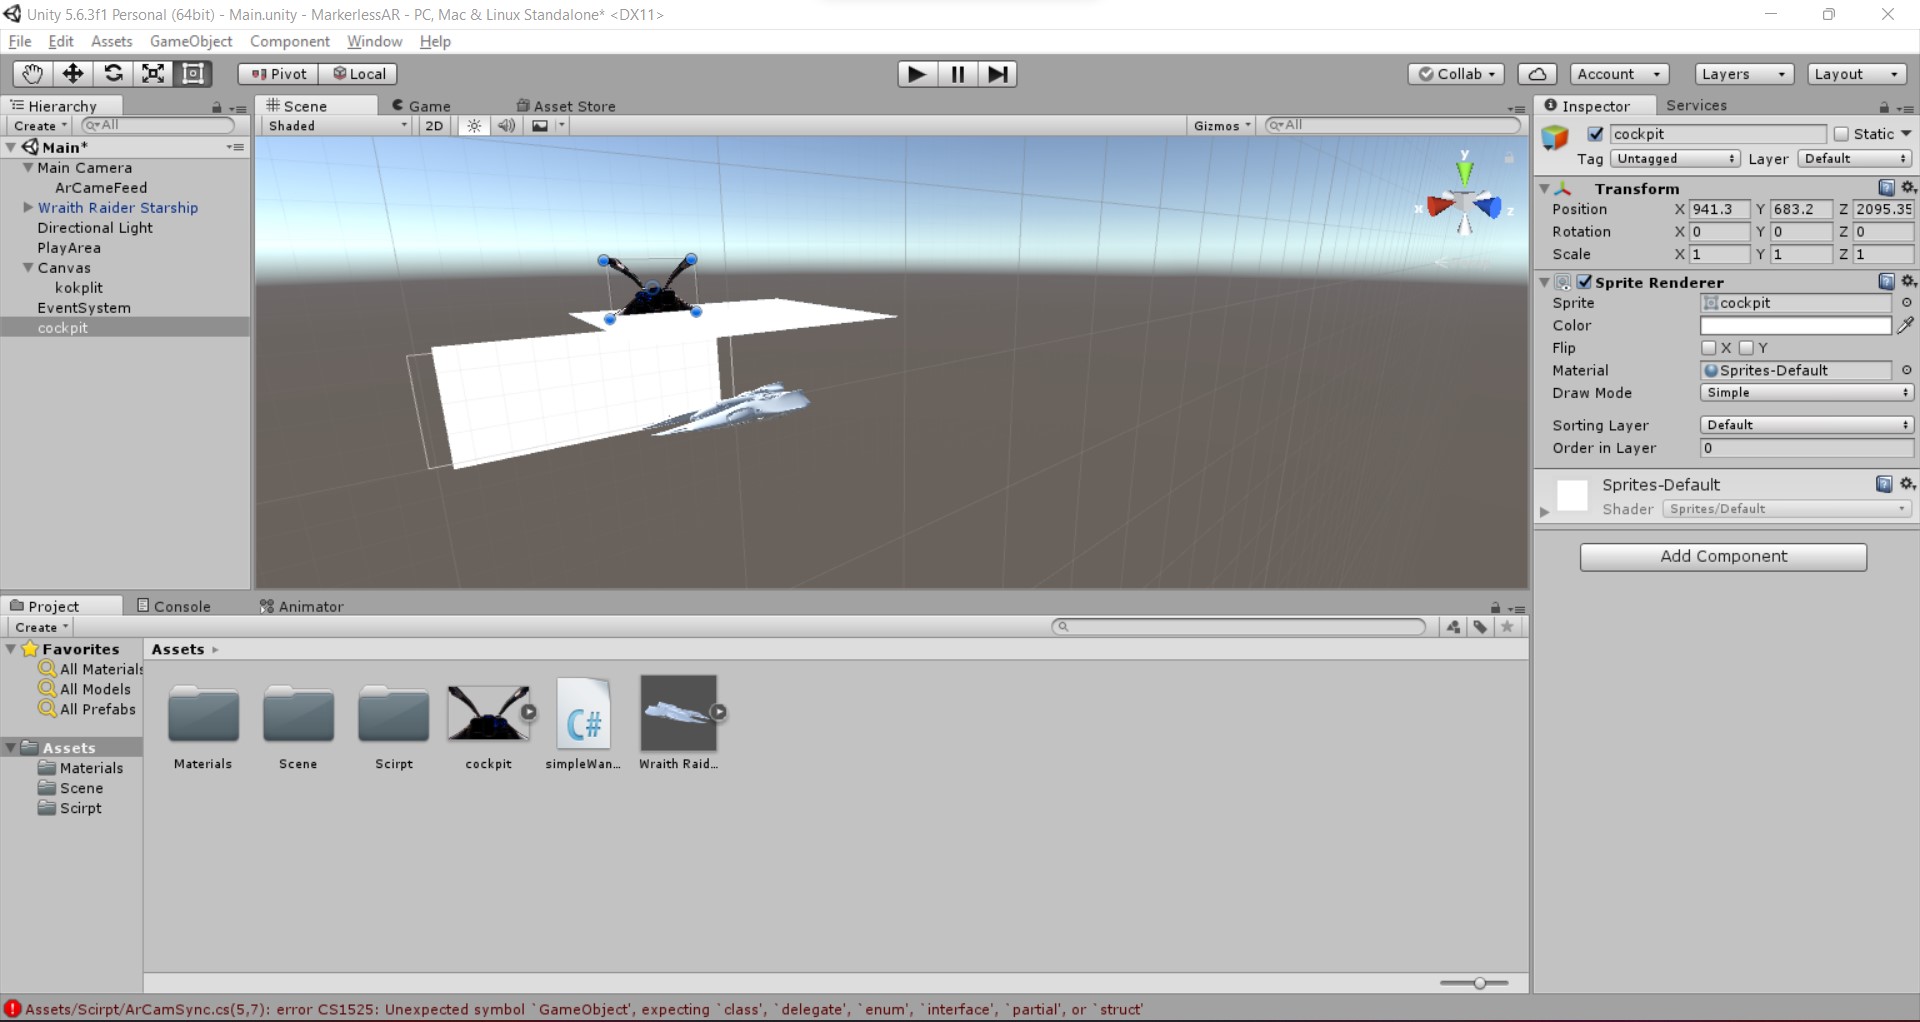 Unity 5.6.3f1 Personal (64bit) - Main.unity - MarkerlessAR - PC, Mac & Linux Standalone* <DX11>
File Edit Assets GameObject Component Window Help
Pivot Local Collab Account Layers Layout
Hierarchy
Create All
Main*
Main Camera
ArCameFeed
Wraith Raider Starship
Directional Light
PlayArea
Canvas
kokplit
EventSystem
cockpit
Scene Game Asset Store
Shaded 2D Gizmos All
y
x
z
Inspector Services
cockpit Static
Tag Untagged Layer Default
Transform
Position X 941.3 Y 683.2 Z 2095.35
Rotation X 0 Y 0 Z 0
Scale X 1 Y 1 Z 1
Sprite Renderer
Sprite cockpit
Color
Flip X Y
Material Sprites-Default
Draw Mode Simple
Sorting Layer Default
Order in Layer 0
Sprites-Default
Shader Sprites/Default
Add Component
Project Console Animator
Create
Favorites
All Materials
All Models
All Prefabs
Assets
Materials
Scene
Scirpt
Assets
C#
Materials Scene Scirpt cockpit simpleWan... Wraith Raid...
Assets/Scirpt/ArCamSync.cs(5,7): error CS1525: Unexpected symbol `GameObject', expecting `class', `delegate', `enum', `interface', `partial', or `struct'